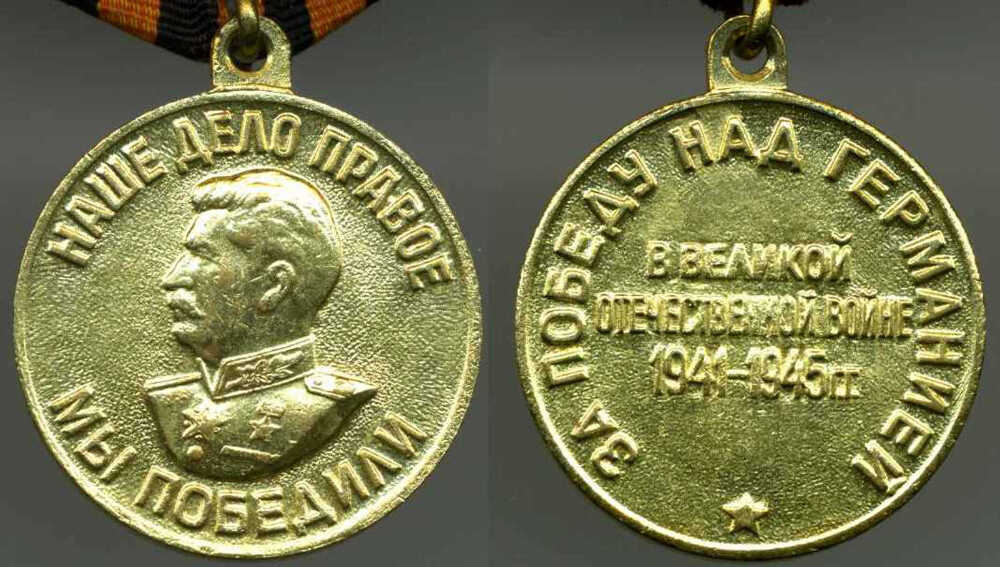 НАШЕ ДЕЛО ПРАВОЕ
МЫ ПОБЕДИЛИ
ЗА ПОБЕДУ НАД ГЕРМАНИЕЙ
В ВЕЛИКОЙ
ОТЕЧЕСТВЕННОЙ ВОЙНЕ
1941–1945 гг